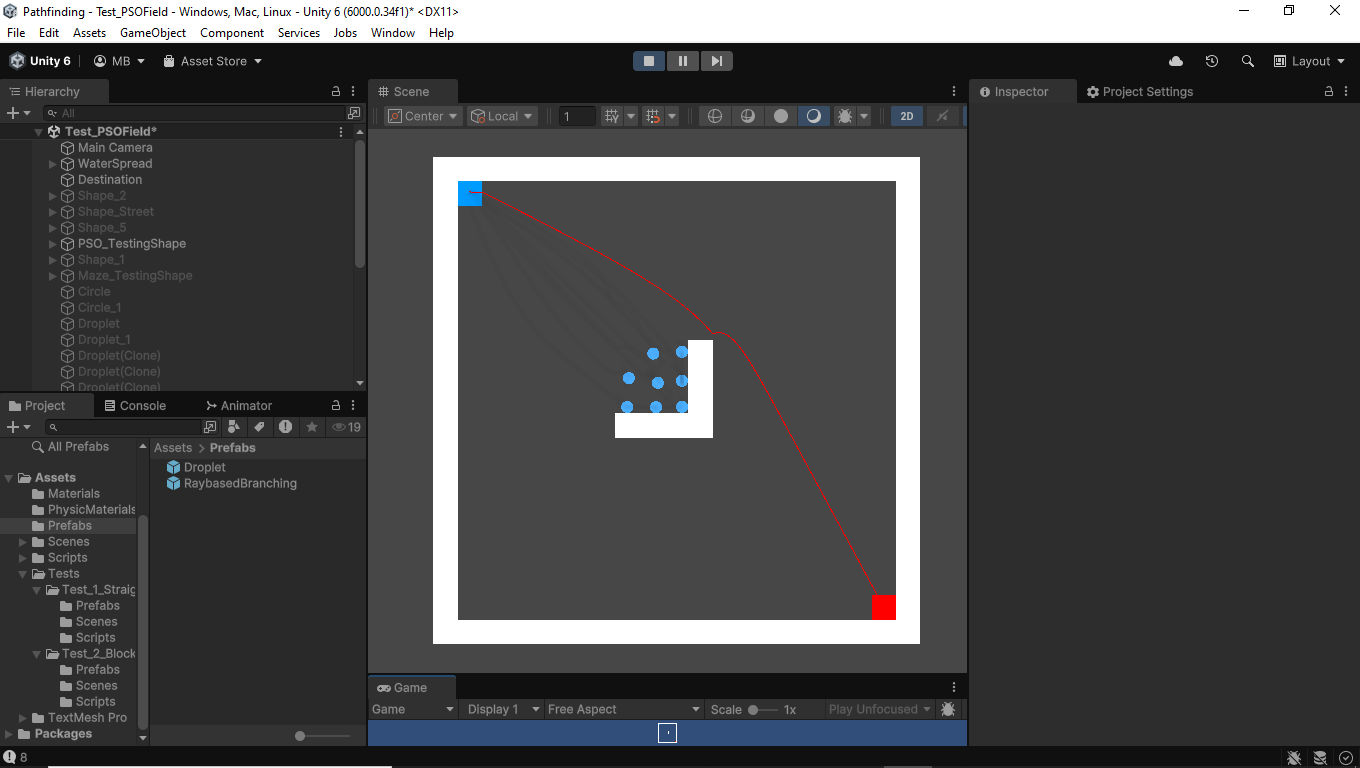 Pathfinding - Test_PSOField - Windows, Mac, Linux - Unity 6 (6000.0.34f1)* <DX11>
File Edit Assets GameObject Component Services Jobs Window Help
Unity 6 MB Asset Store Layout
Hierarchy
All
Test_PSOField*
Main Camera
WaterSpread
Destination
Shape_2
Shape_Street
Shape_5
PSO_TestingShape
Shape_1
Maze_TestingShape
Circle
Circle_1
Droplet
Droplet_1
Droplet(Clone)
Droplet(Clone)
Droplet(Clone)
Scene
Center Local 1 2D
Inspector Project Settings
Project Console Animator
19
All Prefabs
Assets
Materials
PhysicMaterials
Prefabs
Scenes
Scripts
Tests
Test_1_Straig
Prefabs
Scenes
Scripts
Test_2_Block
Prefabs
Scenes
Scripts
TextMesh Pro
Packages
Assets > Prefabs
Droplet
RaybasedBranching
Game
Game Display 1 Free Aspect Scale 1x Play Unfocused
8